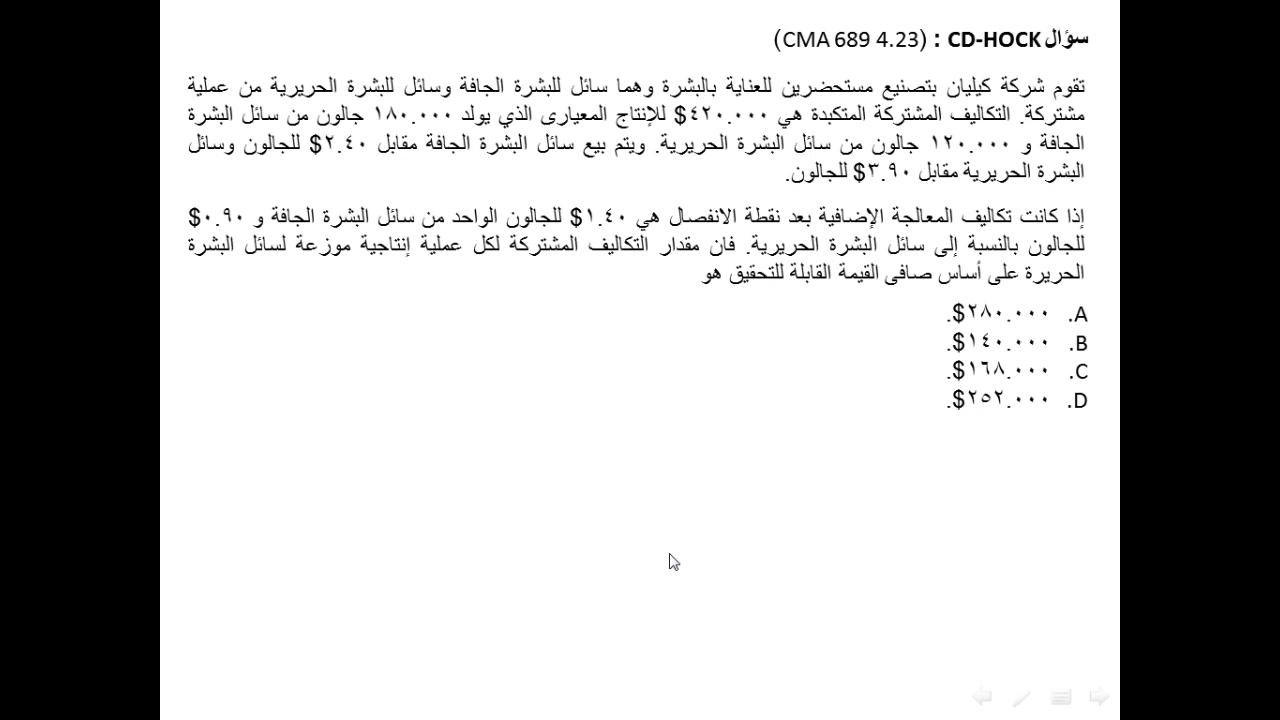 سؤال CD-HOCK : (CMA 689 4.23)
تقوم شركة كيليان بتصنيع مستحضرين للعناية بالبشرة وهما سائل للبشرة الجافة وسائل للبشرة الحريرية من عملية
مشتركة. التكاليف المشتركة المتكبدة هي ٤٢٠.٠٠٠$ للإنتاج المعيارى الذي يولد ١٨٠.٠٠٠ جالون من سائل البشرة
الجافة و ١٢٠.٠٠٠ جالون من سائل البشرة الحريرية. ويتم بيع سائل البشرة الجافة مقابل ٢.٤٠$ للجالون وسائل
البشرة الحريرية مقابل ٣.٩٠$ للجالون.
إذا كانت تكاليف المعالجة الإضافية بعد نقطة الانفصال هي ١.٤٠$ للجالون الواحد من سائل البشرة الجافة و ٠.٩٠$
للجالون بالنسبة إلى سائل البشرة الحريرية. فان مقدار التكاليف المشتركة لكل عملية إنتاجية موزعة لسائل البشرة
الحريرة على أساس صافى القيمة القابلة للتحقيق هو
A. ٢٨٠.٠٠٠$.
B. ١٤٠.٠٠٠$.
C. ١٦٨.٠٠٠$.
D. ٢٥٢.٠٠٠$.